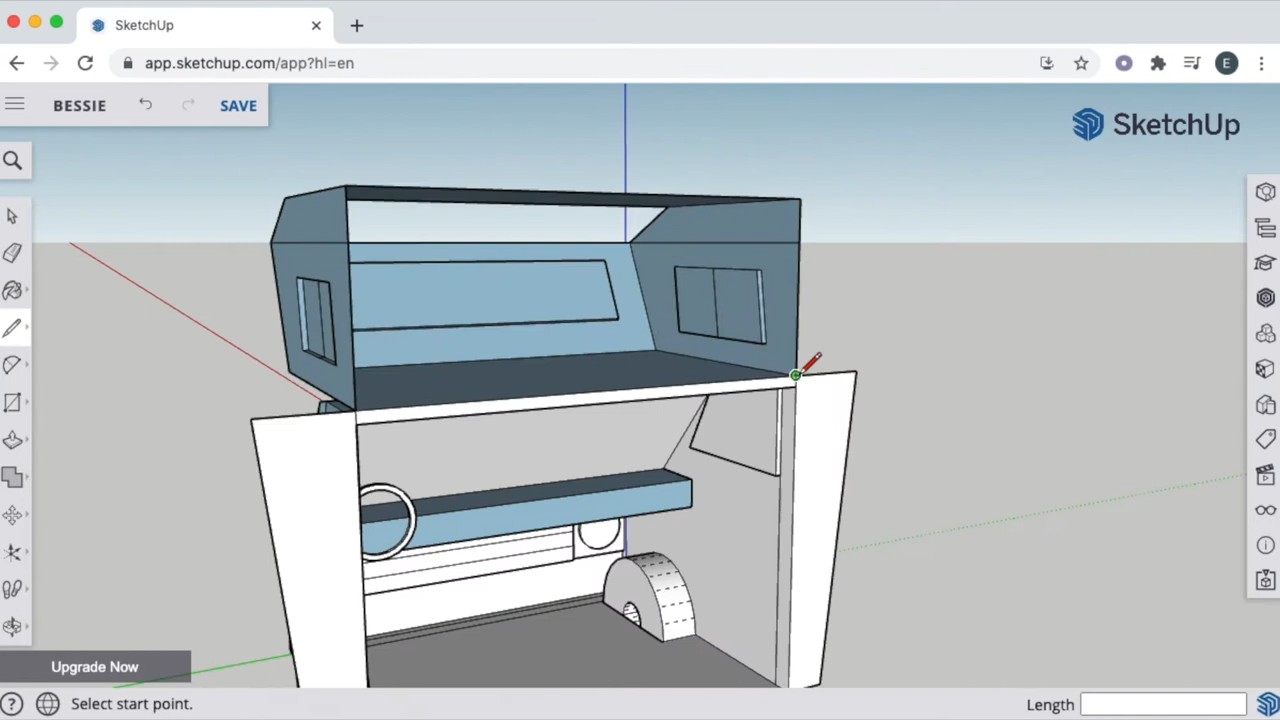 SketchUp
app.sketchup.com/app?hl=en
E
BESSIE
SAVE
SketchUp
Upgrade Now
Select start point.
Length